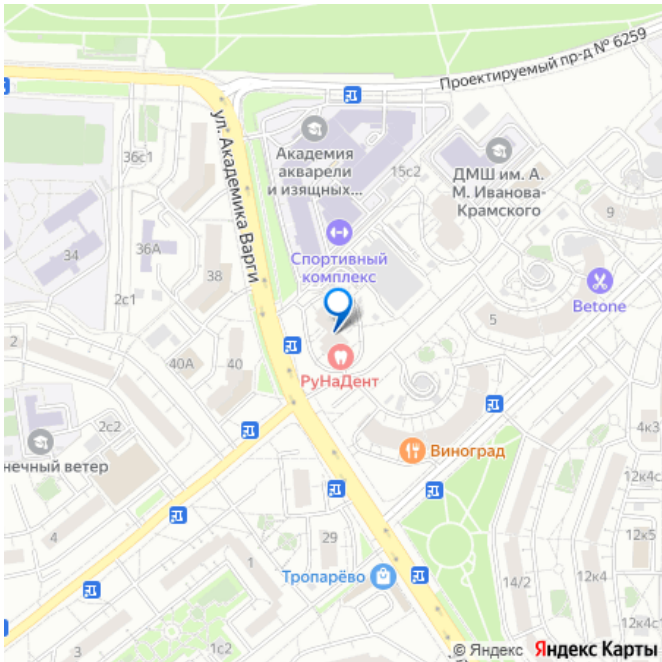 Проектируемый пр-д № 6259
ул. Академика Варги
36с1
Академия
акварели
и изящных...
15с2
ДМШ им. А.
М. Иванова-
Крамского
9
34
36А
38
Спортивный
комплекс
2с1
Betone
5
2
40А
40
РуНаДент
2с2
нечный ветер
Виноград
4к3
12к4с
4
29
12к5
1
Тропарёво
14/2
12к4
3
1с2
12к4с
© Яндекс Яндекс Карты